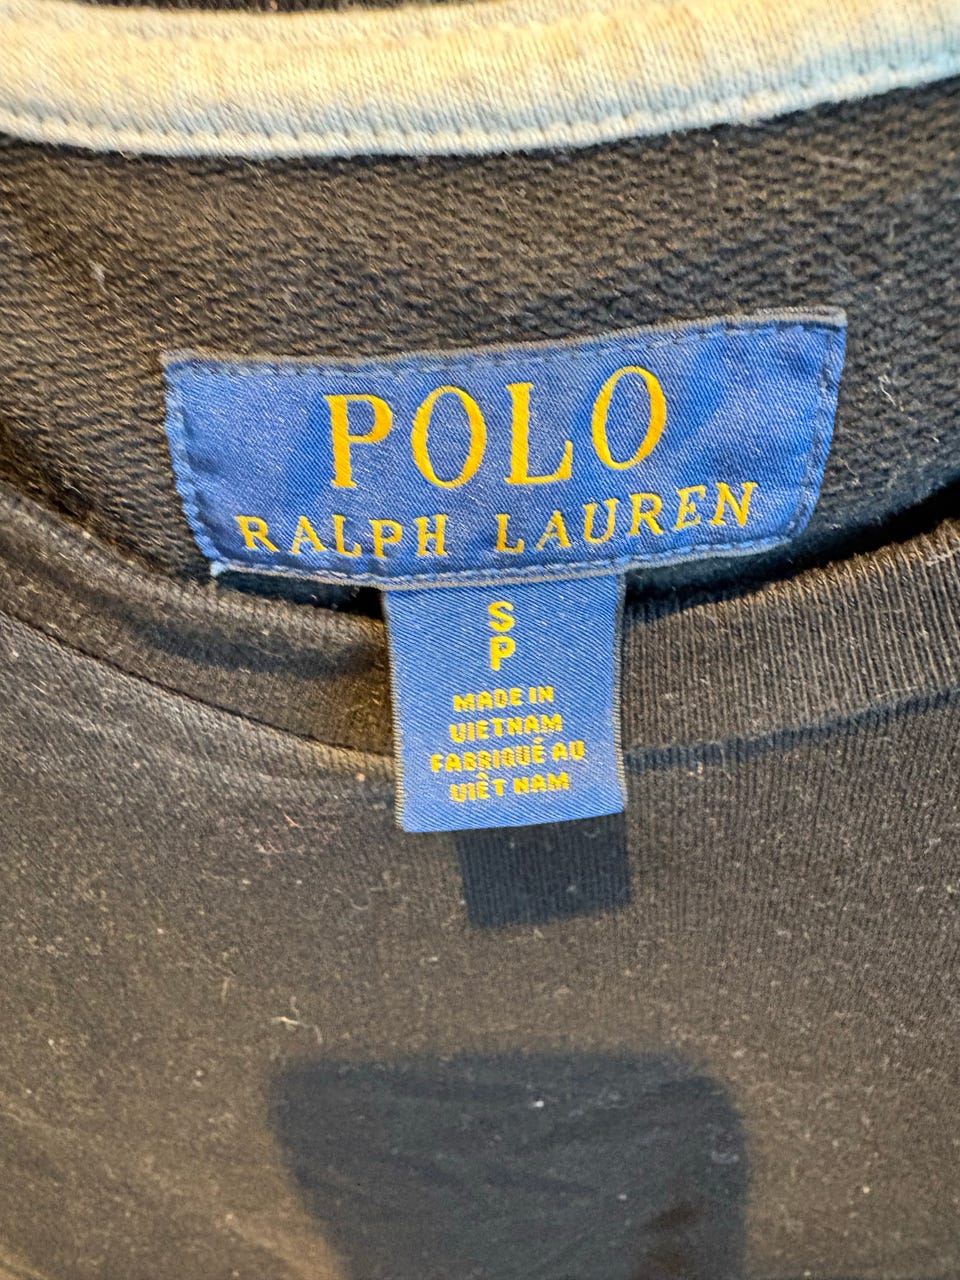 POLO
RALPH LAUREN
S
P
MADE IN
VIETNAM
FABRIQUÉ AU
VIÊT NAM